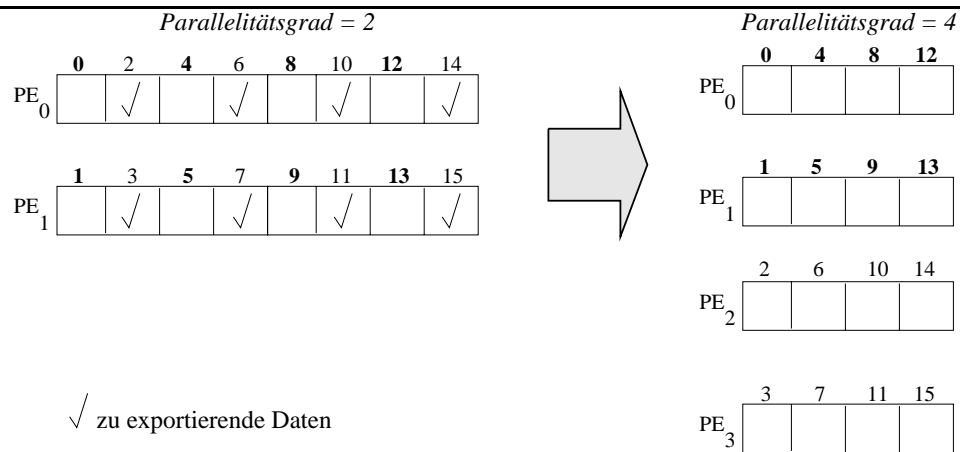 Parallelitätsgrad = 2
0 2 4 6 8 10 12 14
PE0
1 3 5 7 9 11 13 15
PE1
√ zu exportierende Daten
Parallelitätsgrad = 4
0 4 8 12
PE0
1 5 9 13
PE1
2 6 10 14
PE2
3 7 11 15
PE3